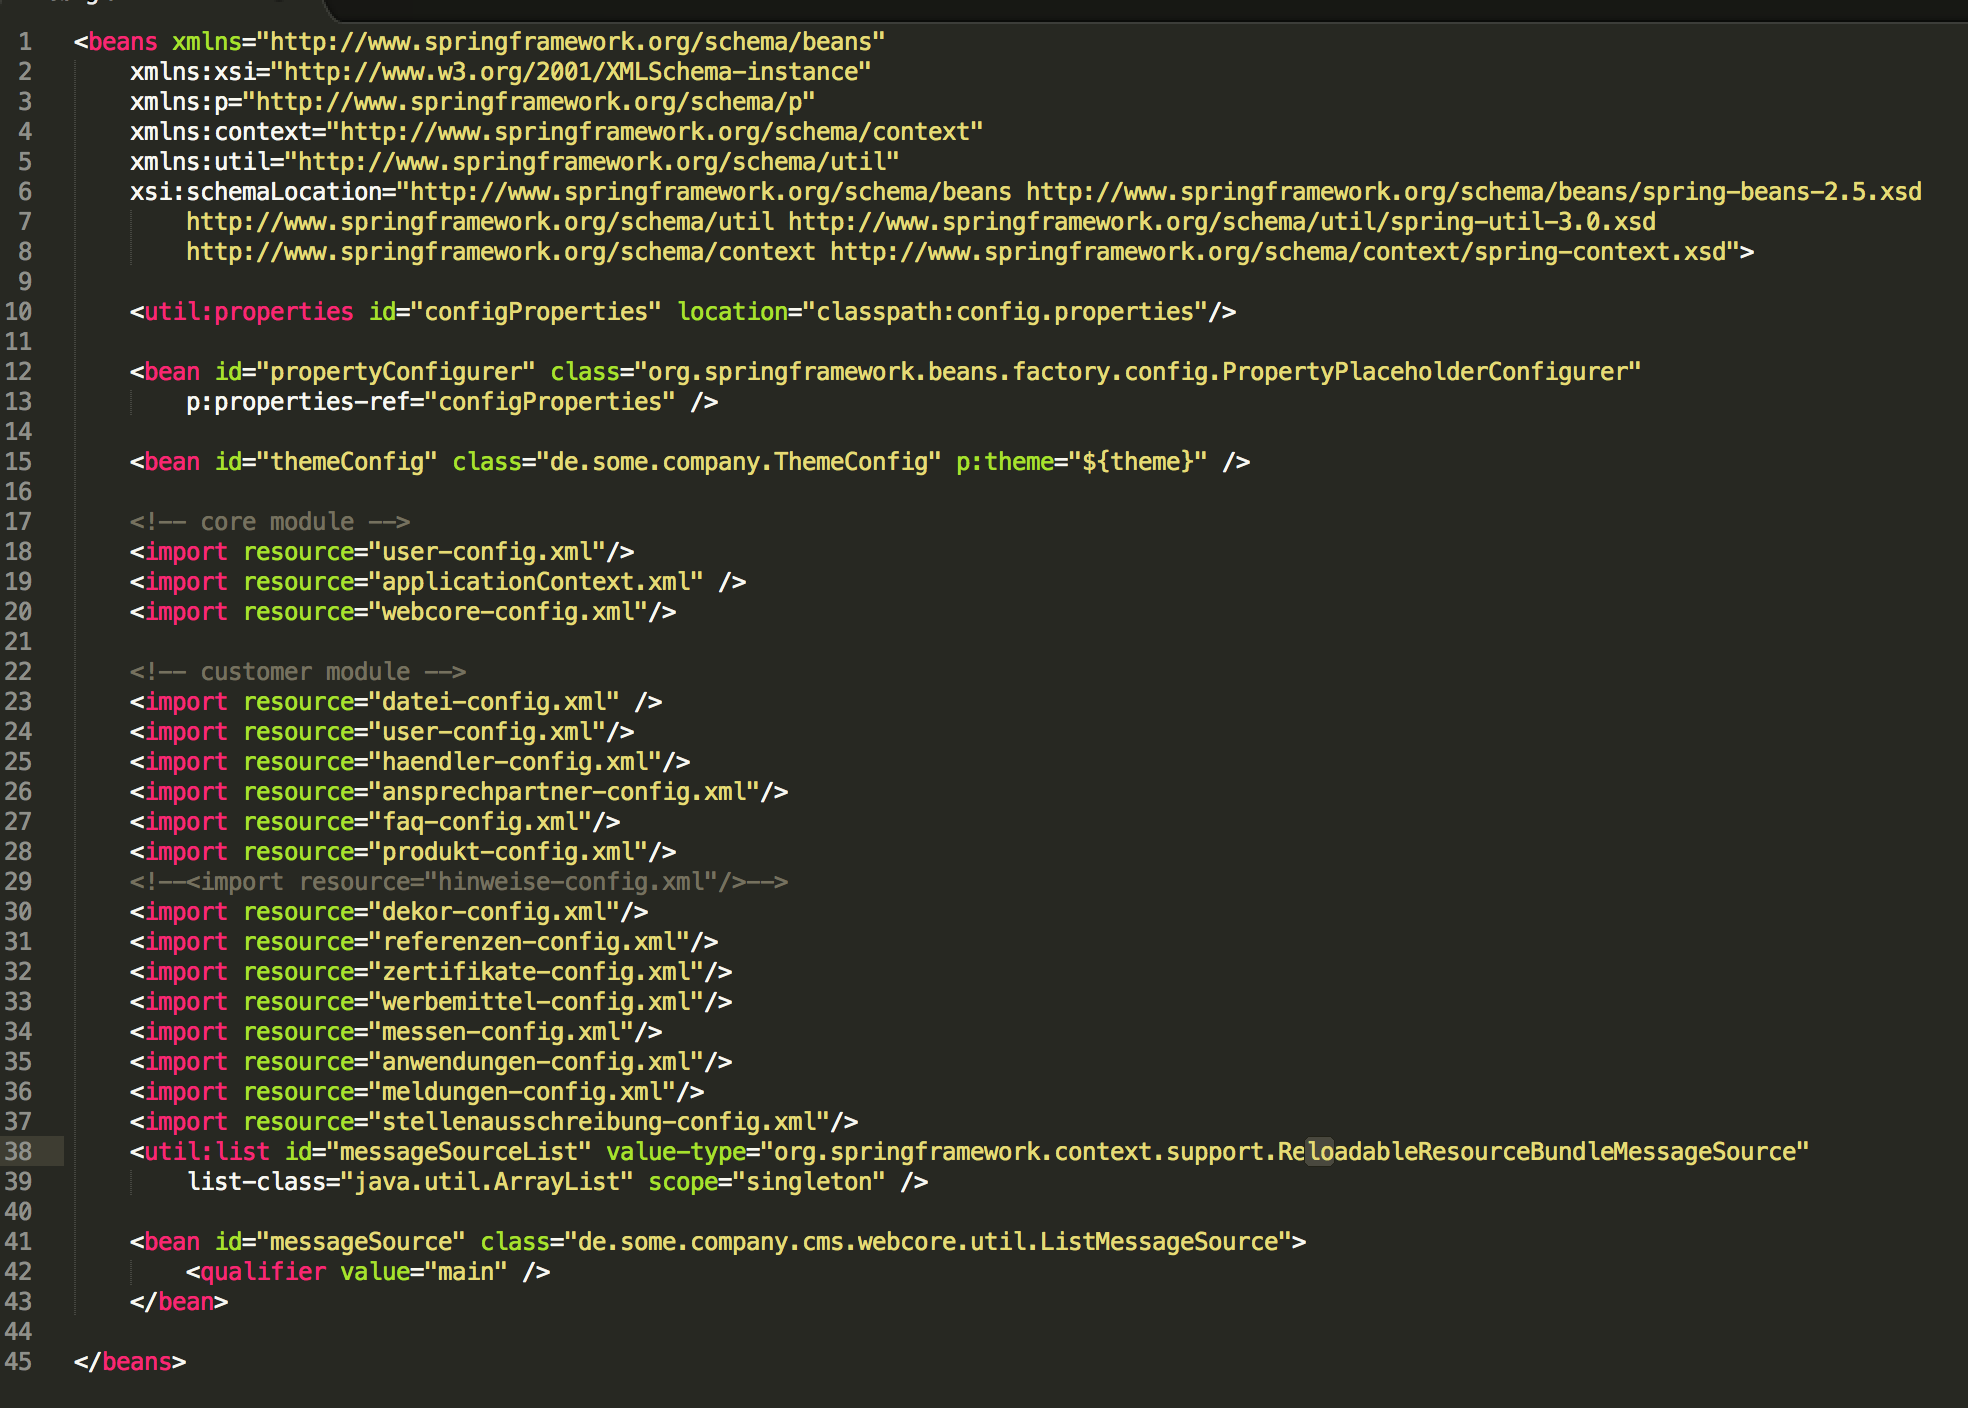 1 <beans xmlns="http://www.springframework.org/schema/beans"
2 xmlns:xsi="http://www.w3.org/2001/XMLSchema-instance"
3 xmlns:p="http://www.springframework.org/schema/p"
4 xmlns:context="http://www.springframework.org/schema/context"
5 xmlns:util="http://www.springframework.org/schema/util"
6 xsi:schemaLocation="http://www.springframework.org/schema/beans http://www.springframework.org/schema/beans/spring-beans-2.5.xsd
7 http://www.springframework.org/schema/util http://www.springframework.org/schema/util/spring-util-3.0.xsd
8 http://www.springframework.org/schema/context http://www.springframework.org/schema/context/spring-context.xsd">
9
10 <util:properties id="configProperties" location="classpath:config.properties"/>
11
12 <bean id="propertyConfigurer" class="org.springframework.beans.factory.config.PropertyPlaceholderConfigurer"
13 p:properties-ref="configProperties" />
14
15 <bean id="themeConfig" class="de.some.company.ThemeConfig" p:theme="${theme}" />
16
17 <!-- core module -->
18 <import resource="user-config.xml"/>
19 <import resource="applicationContext.xml" />
20 <import resource="webcore-config.xml"/>
21
22 <!-- customer module -->
23 <import resource="datei-config.xml" />
24 <import resource="user-config.xml"/>
25 <import resource="haendler-config.xml"/>
26 <import resource="ansprechpartner-config.xml"/>
27 <import resource="faq-config.xml"/>
28 <import resource="produkt-config.xml"/>
29 <!--<import resource="hinweise-config.xml"/>-->
30 <import resource="dekor-config.xml"/>
31 <import resource="referenzen-config.xml"/>
32 <import resource="zertifikate-config.xml"/>
33 <import resource="werbemittel-config.xml"/>
34 <import resource="messen-config.xml"/>
35 <import resource="anwendungen-config.xml"/>
36 <import resource="meldungen-config.xml"/>
37 <import resource="stellenausschreibung-config.xml"/>
38 <util:list id="messageSourceList" value-type="org.springframework.context.support.ReloadableResourceBundleMessageSource"
39 list-class="java.util.ArrayList" scope="singleton" />
40
41 <bean id="messageSource" class="de.some.company.cms.webcore.util.ListMessageSource">
42 <qualifier value="main" />
43 </bean>
44
45 </beans>